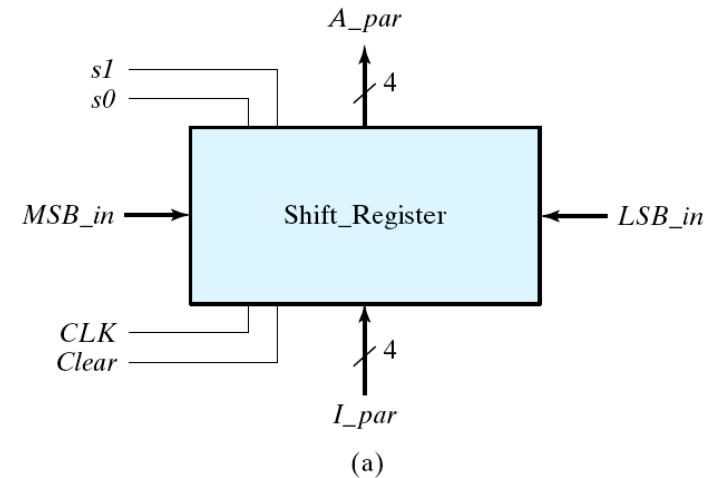 A_par
s1
4
s0
MSB_in
Shift_Register
LSB_in
CLK
4
Clear
I_par
(a)